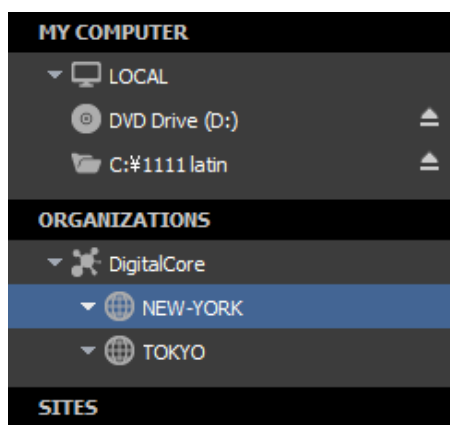 MY COMPUTER
LOCAL
DVD Drive (D:)
C:¥1111 latin
ORGANIZATIONS
DigitalCore
NEW-YORK
TOKYO
SITES